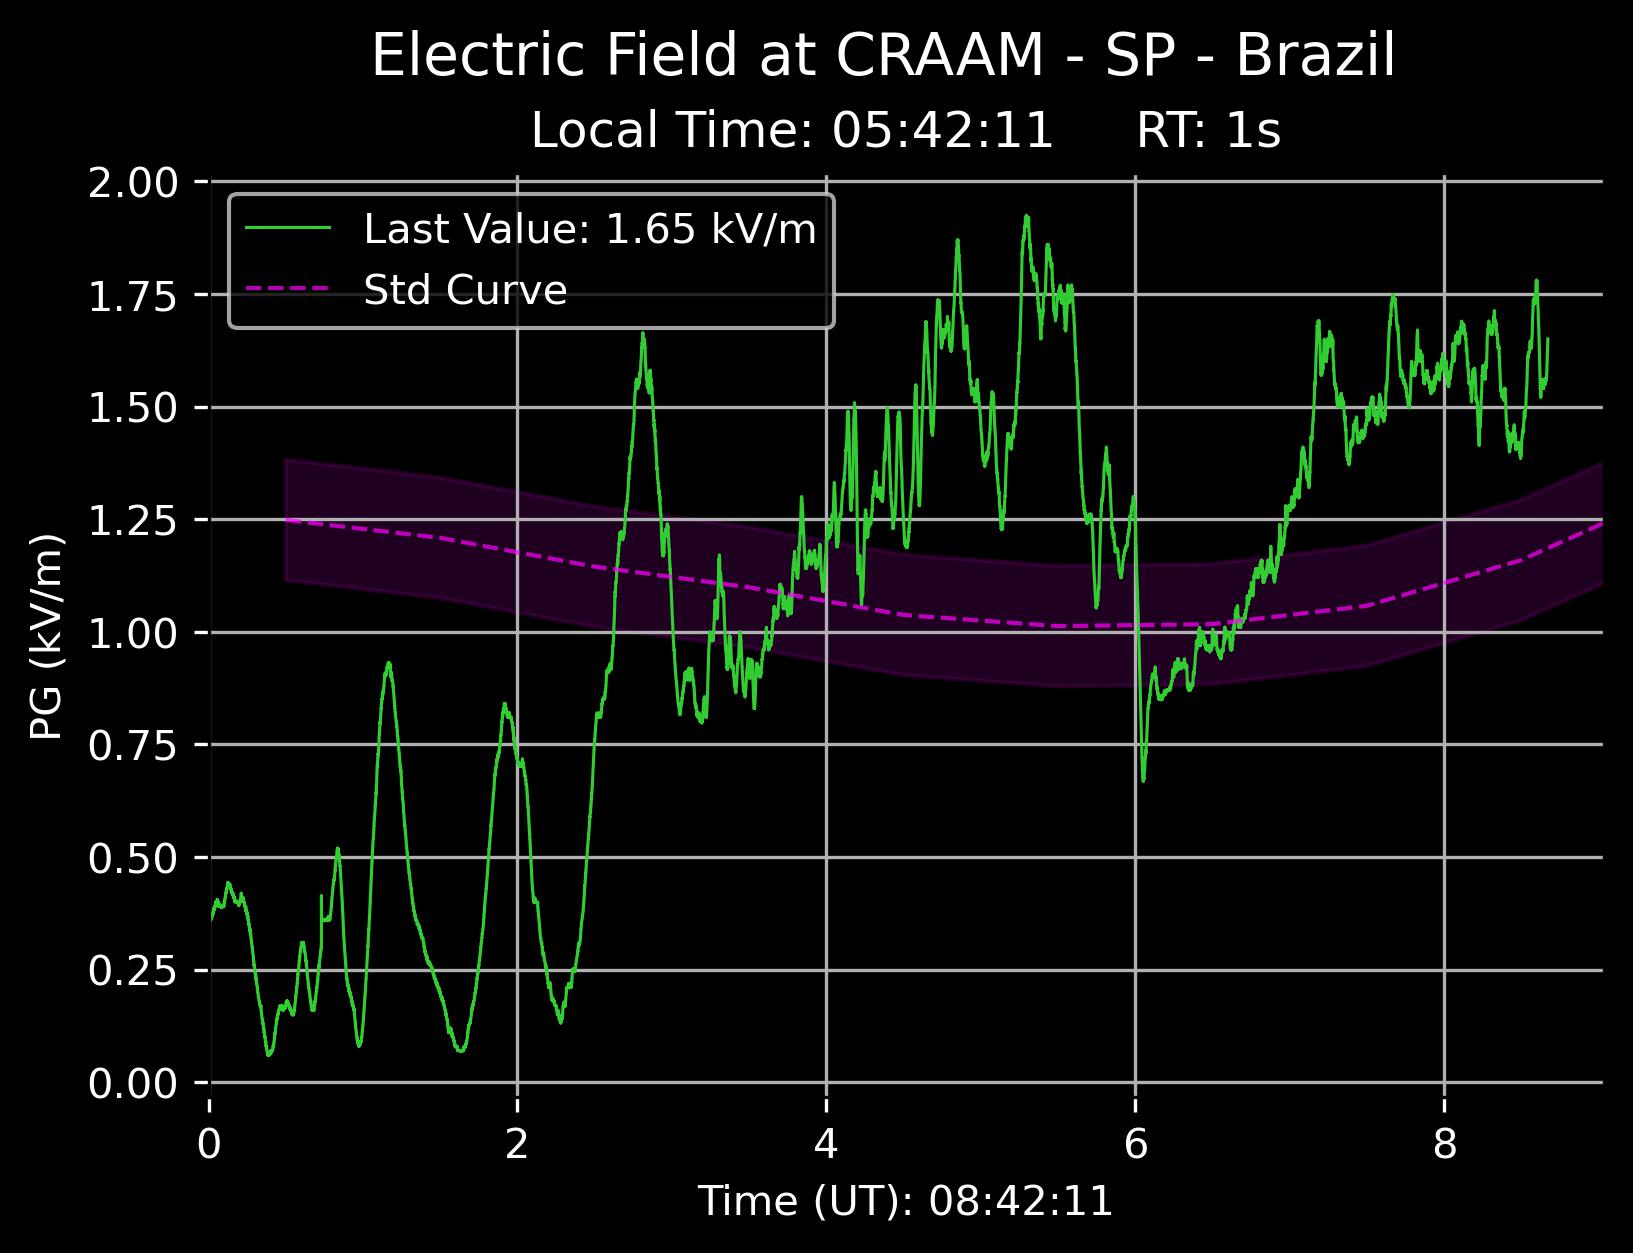 Electric Field at CRAAM - SP - Brazil
Local Time: 05:42:11 RT: 1s
Last Value: 1.65 kV/m
Std Curve
PG (kV/m)
2.00
1.75
1.50
1.25
1.00
0.75
0.50
0.25
0.00
0 2 4 6 8
Time (UT): 08:42:11